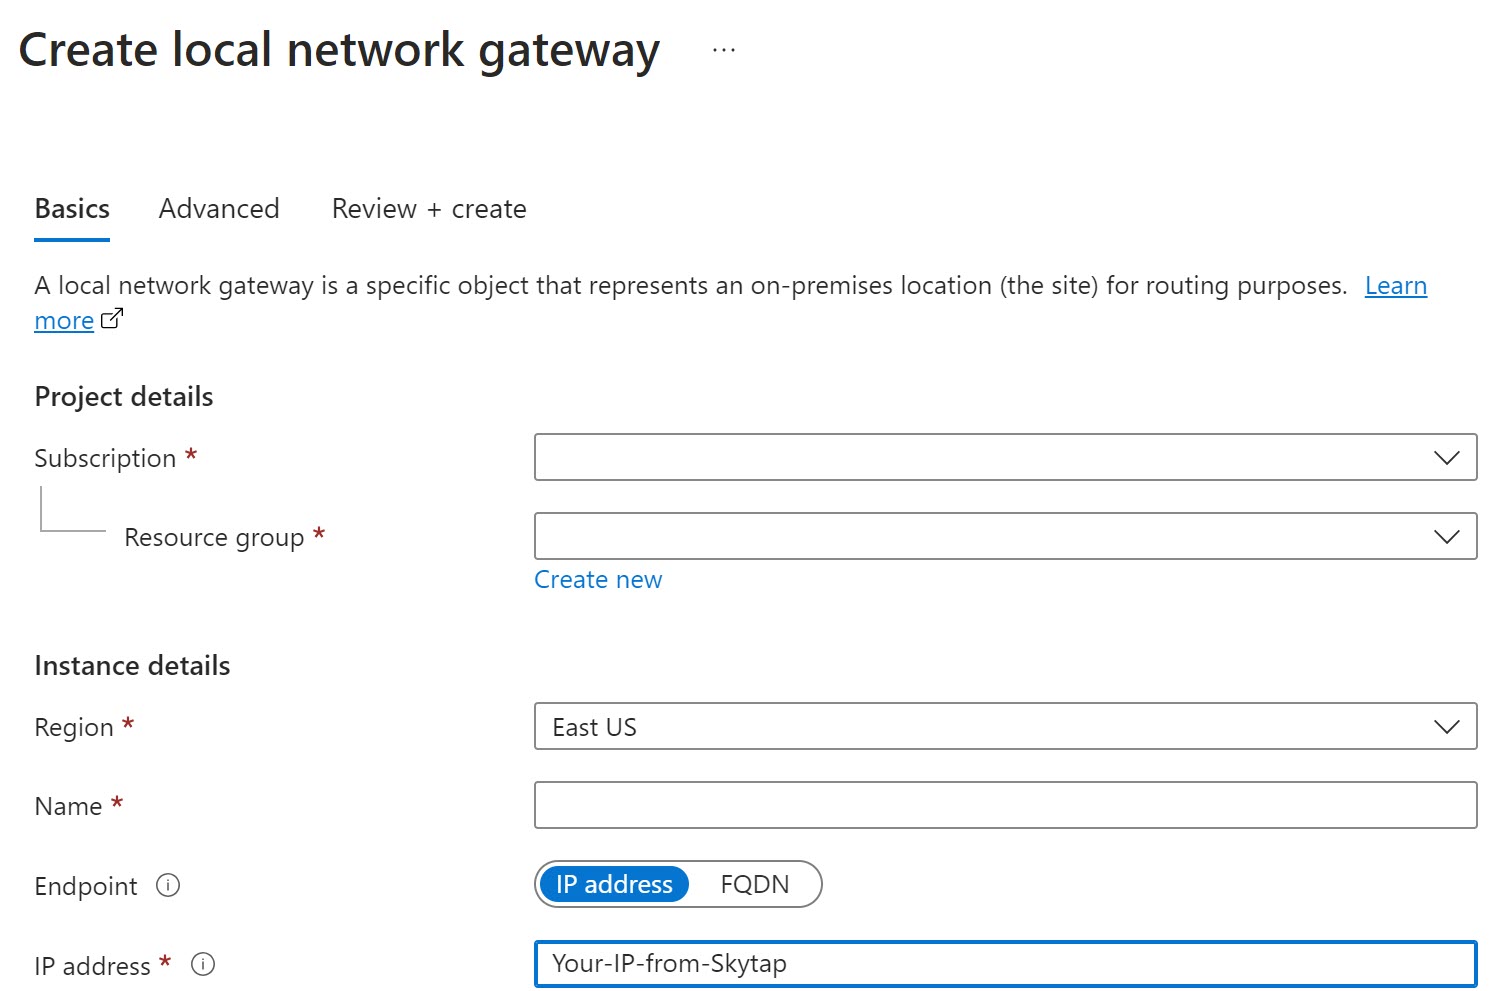 Create local network gateway ...
Basics Advanced Review + create
A local network gateway is a specific object that represents an on-premises location (the site) for routing purposes. Learn
more
Project details
Subscription *
Resource group *
Create new
Instance details
Region * East US
Name *
Endpoint IP address FQDN
IP address * Your-IP-from-Skytap